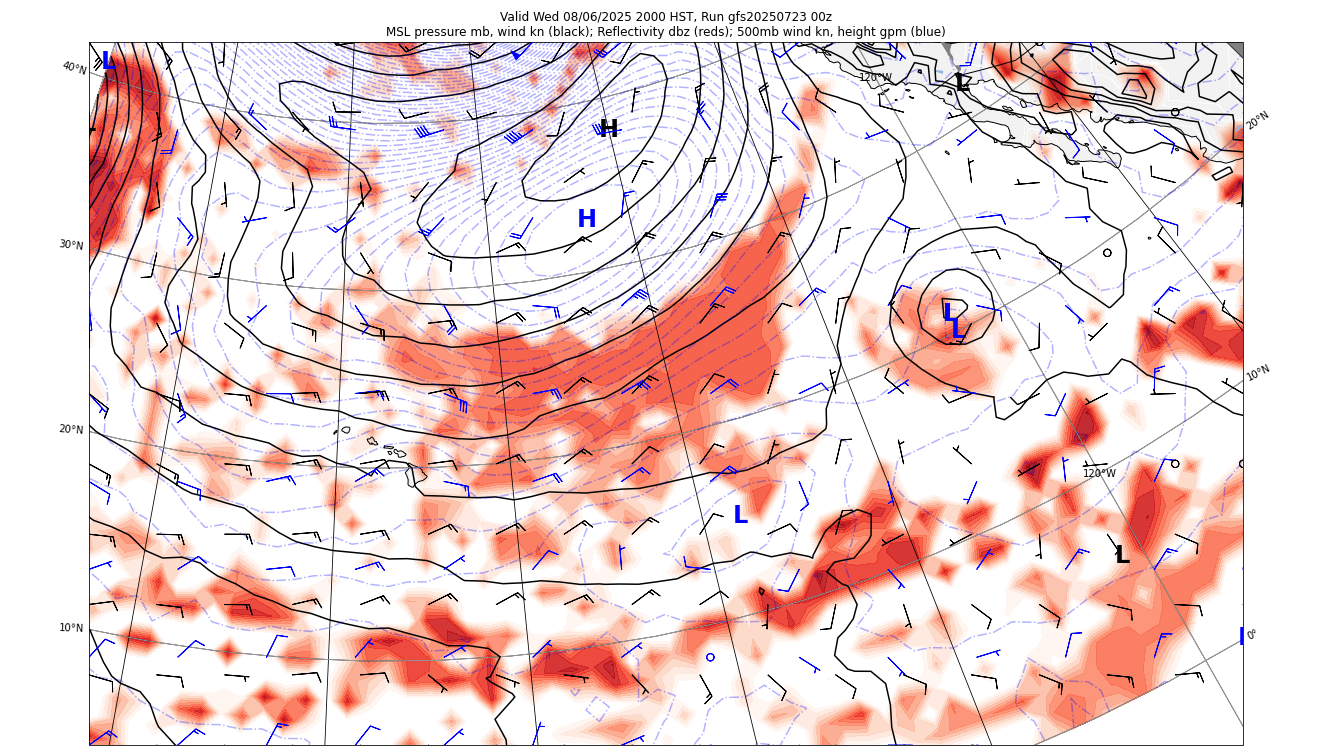 Valid Wed 08/06/2025 2000 HST, Run gfs20250723 00z
MSL pressure mb, wind kn (black); Reflectivity dbz (reds); 500mb wind kn, height gpm (blue)
L
40°N
120°W
L
20°N
H
H
30°N
L
L
10°N
20°N
120°W
L
L
10°N
0°